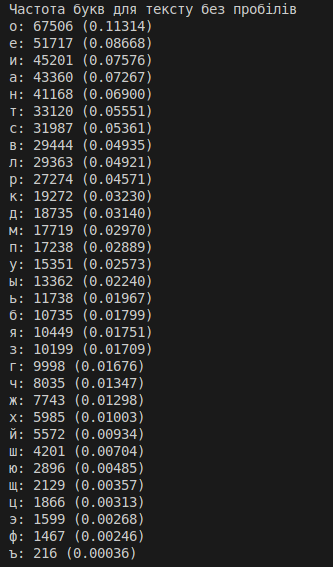 Частота букв для тексту без пробілів
о: 67506 (0.11314)
е: 51717 (0.08668)
и: 45201 (0.07576)
а: 43360 (0.07267)
н: 41168 (0.06900)
т: 33120 (0.05551)
с: 31987 (0.05361)
в: 29444 (0.04935)
л: 29363 (0.04921)
р: 27274 (0.04571)
к: 19272 (0.03230)
д: 18735 (0.03140)
м: 17719 (0.02970)
п: 17238 (0.02889)
у: 15351 (0.02573)
ы: 13362 (0.02240)
ь: 11738 (0.01967)
б: 10735 (0.01799)
я: 10449 (0.01751)
з: 10199 (0.01709)
г: 9998 (0.01676)
ч: 8035 (0.01347)
ж: 7743 (0.01298)
х: 5985 (0.01003)
й: 5572 (0.00934)
ш: 4201 (0.00704)
ю: 2896 (0.00485)
щ: 2129 (0.00357)
ц: 1866 (0.00313)
э: 1599 (0.00268)
ф: 1467 (0.00246)
ъ: 216 (0.00036)